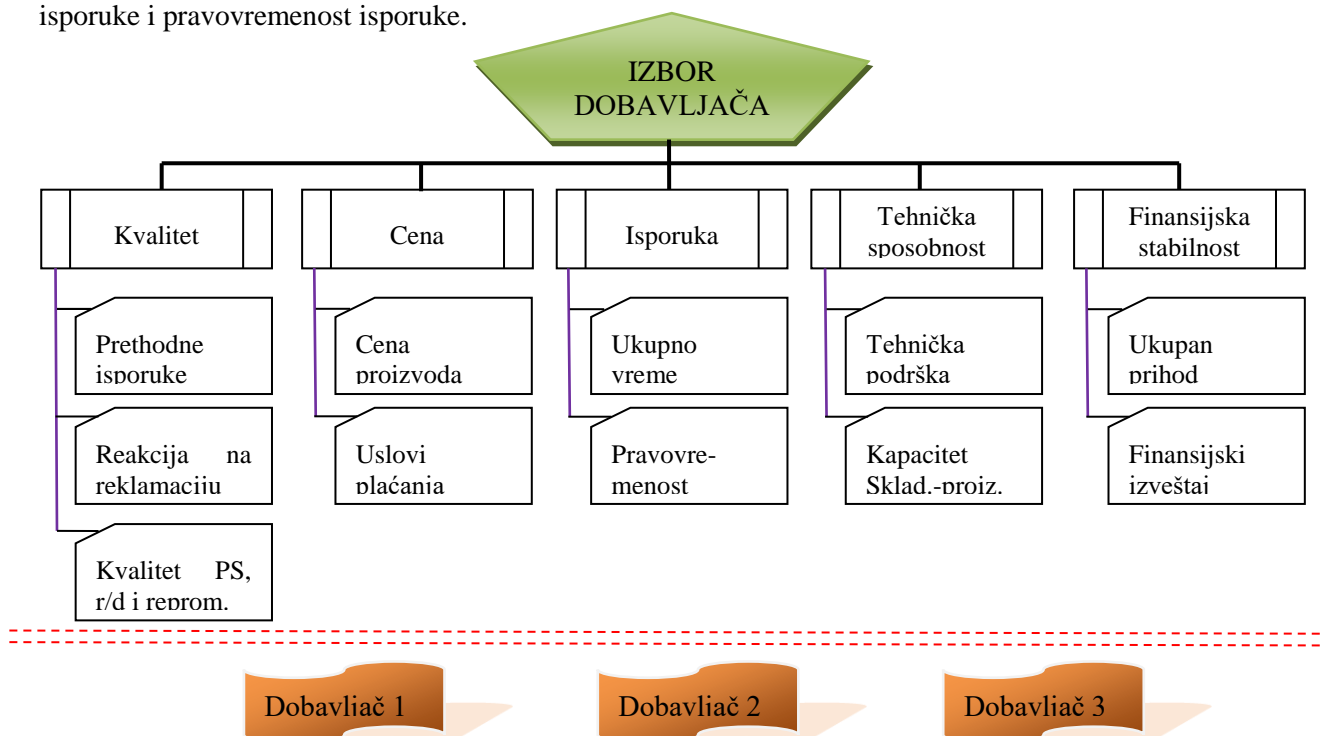 isporuke i pravovremenost isporuke.
IZBOR
DOBAVLJAČA
Kvalitet
Cena
Isporuka
Tehnička
sposobnost
Finansijska
stabilnost
Prethodne
isporuke
Cena
proizvoda
Ukupno
vreme
Tehnička
podrška
Ukupan
prihod
Reakcija na
reklamaciju
Uslovi
plaćanja
Pravovre-
menost
Kapacitet
Sklad.-proiz.
Finansijski
izveštaj
Kvalitet PS,
r/d i reprom.
Dobavljač 1
Dobavljač 2
Dobavljač 3